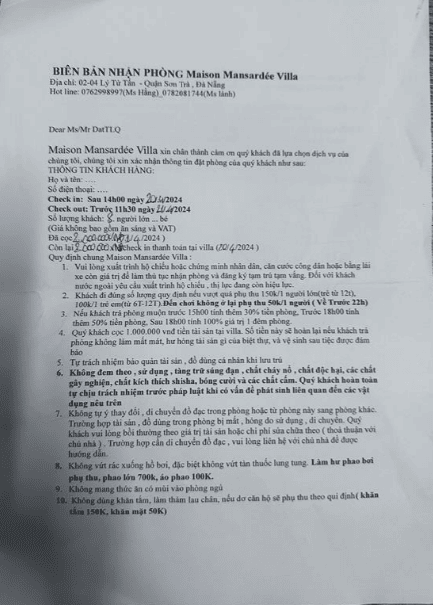 BIÊN BẢN NHẬN PHÒNG Maison Mansardée Villa
Địa chỉ: 02-04 Lý Tử Tấn - Quận Sơn Trà , Đà Nẵng
Hot line: 0762998997(Ms Hằng)_0782681744(Ms lành)
Dear Ms/Mr DatTLQ
Maison Mansardée Villa xin chân thành cảm ơn quý khách đã lựa chọn dịch vụ của
chúng tôi, chúng tôi xin xác nhận thông tin đặt phòng của quý khách như sau:
THÔNG TIN KHÁCH HÀNG:
Họ và tên: ....
Số điện thoại: ....
Check in: Sau 14h00 ngày 20/4/2024
Check out: Trước 11h30 ngày 21/4/2024
Số lượng khách: 8 người lớn ... bé
(Giá không bao gồm ăn sáng và VAT)
Đã cọc 2.000.000 /4/2024 )
Còn lại check in thanh toán tại villa (20/4/2024 )
Quy định chung Maison Mansardée Villa :
1. Vui lòng xuất trình hộ chiếu hoặc chứng minh nhân dân, căn cước công dân hoặc bằng lái
xe còn giá trị để làm thủ tục nhận phòng và đăng ký tạm trú tạm vắng. Đối với khách
nước ngoài yêu cầu xuất trình hộ chiếu , thị lực đang còn hiệu lực.
2. Khách đi đúng số lượng quy định nếu vượt quá phụ thu 150k/1 người lớn(trẻ từ 12t),
100k/1 trẻ em(từ 6T-12T).Đến chơi không ở lại phụ thu 50k/1 người ( Về Trước 22h)
3. Nếu khách trả phòng muộn trước 15h00 tính thêm 30% tiền phòng, Trước 18h00 tính
thêm 50% tiền phòng, Sau 18h00 tính 100% giá trị 1 đêm phòng.
4. Quý khách cọc 1.000.000 vnd tiền tài sản tại villa. Số tiền này sẽ hoàn lại nếu khách trả
phòng không làm mất mát, hư hỏng tài sản gì của biệt thự, và vệ sinh sau tiệc được đảm
bảo
5. Tự trách nhiệm bảo quản tài sản , đồ dùng cá nhân khi lưu trú
6. Không đem theo , sử dụng , tàng trữ súng đạn , chất cháy nổ , chất độc hại, các chất
gây nghiện, chất kích thích shisha, bóng cười và các chất cấm. Quý khách hoàn toàn
tự chịu trách nhiệm trước pháp luật khi có vấn đề phát sinh liên quan đến các vật
dụng nêu trên
7. Không tự ý thay đổi , di chuyển đồ đạc trong phòng hoặc từ phòng này sang phòng khác.
Trường hợp tài sản , đồ dùng trong phòng bị mất , hỏng do sử dụng , di chuyển. Quý
khách vui lòng bồi thường theo giá trị tài sản hoặc chi phí sửa chữa theo ( thoả thuận với
chủ nhà ) . Trường hợp cần di chuyển đồ đạc , vui lòng liên hệ với chủ nhà để được
hướng dẫn.
8. Không vứt rác xuống hồ bơi, đặc biệt không vứt tàn thuốc lung tung. Làm hư phao bơi
phụ thu, phao lớn 700k, áo phao 100K.
9. Không mang thức ăn có mùi vào phòng ngủ
10. Không dùng khăn tắm, làm thảm lau chân, nếu dơ căn hộ sẽ phụ thu theo qui định( khăn
tắm 150K, khăn mặt 50K)